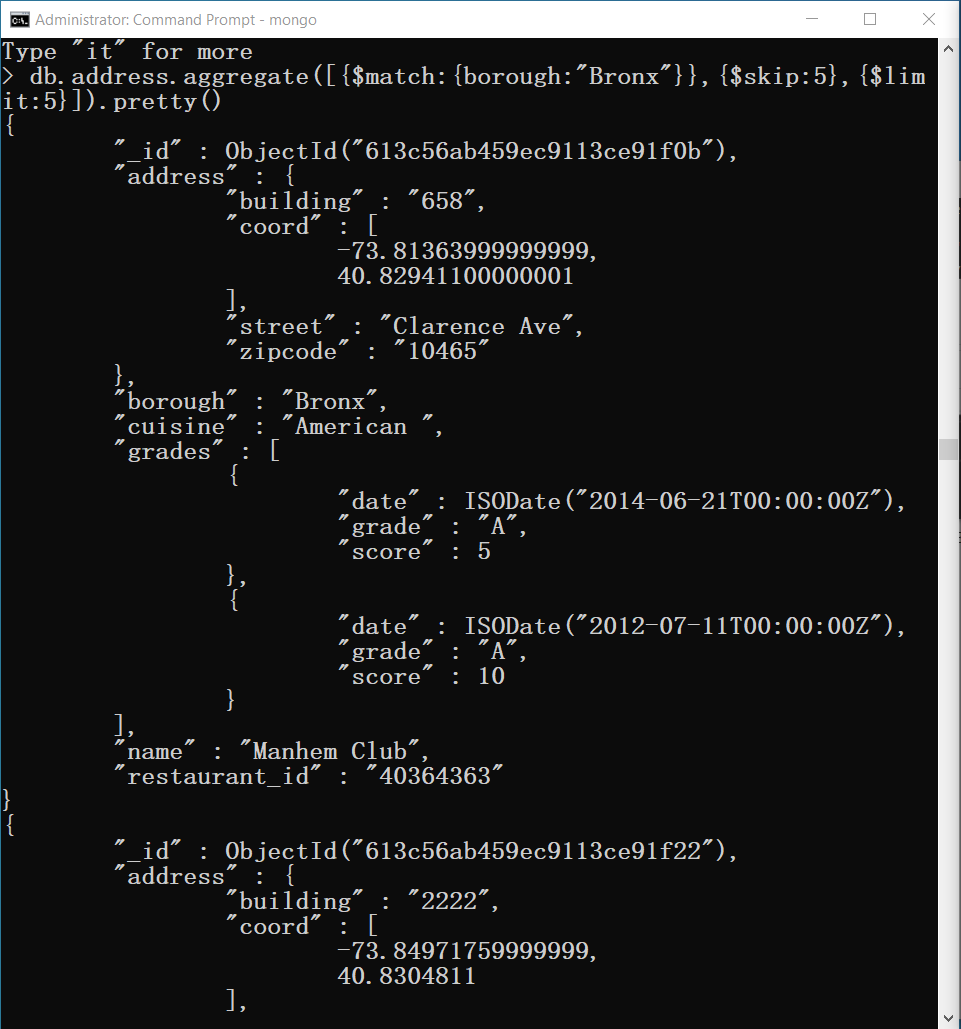 Administrator: Command Prompt - mongo
Type "it" for more
> db.address.aggregate([{$match:{borough:"Bronx"}},{$skip:5},{$lim
it:5}]).pretty()
{
        "_id" : ObjectId("613c56ab459ec9113ce91f0b"),
        "address" : {
                "building" : "658",
                "coord" : [
                        -73.81363999999999,
                        40.82941100000001
                ],
                "street" : "Clarence Ave",
                "zipcode" : "10465"
        },
        "borough" : "Bronx",
        "cuisine" : "American ",
        "grades" : [
                {
                        "date" : ISODate("2014-06-21T00:00:00Z"),
                        "grade" : "A",
                        "score" : 5
                },
                {
                        "date" : ISODate("2012-07-11T00:00:00Z"),
                        "grade" : "A",
                        "score" : 10
                }
        ],
        "name" : "Manhem Club",
        "restaurant_id" : "40364363"
}
{
        "_id" : ObjectId("613c56ab459ec9113ce91f22"),
        "address" : {
                "building" : "2222",
                "coord" : [
                        -73.84971759999999,
                        40.8304811
                ],